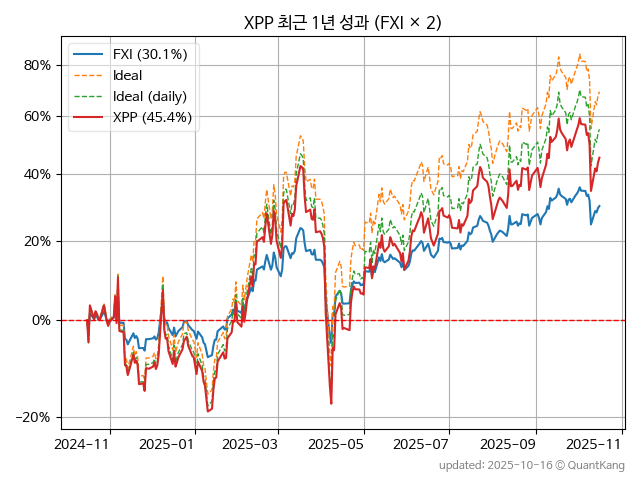 XPP 최근 1년 성과 (FXI × 2)
FXI (30.1%)
Ideal
Ideal (daily)
XPP (45.4%)
80%
60%
40%
20%
0%
−20%
2024-11
2025-01
2025-03
2025-05
2025-07
2025-09
2025-11
updated: 2025-10-16 © QuantKang